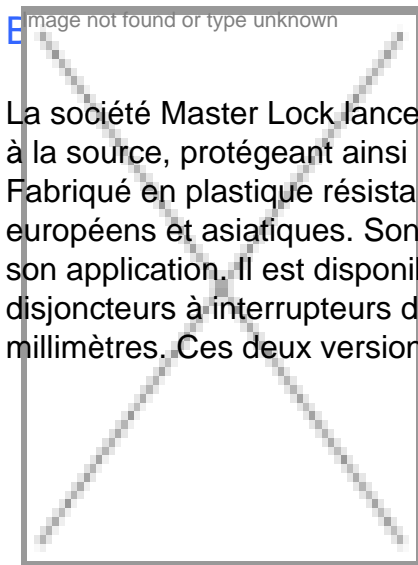 Image not found or type unknown
La société Master Lock lance
à la source, protégeant ainsi
Fabriqué en plastique résista
européens et asiatiques. Son
son application. Il est disponi
disjoncteurs à interrupteurs d
millimètres. Ces deux version